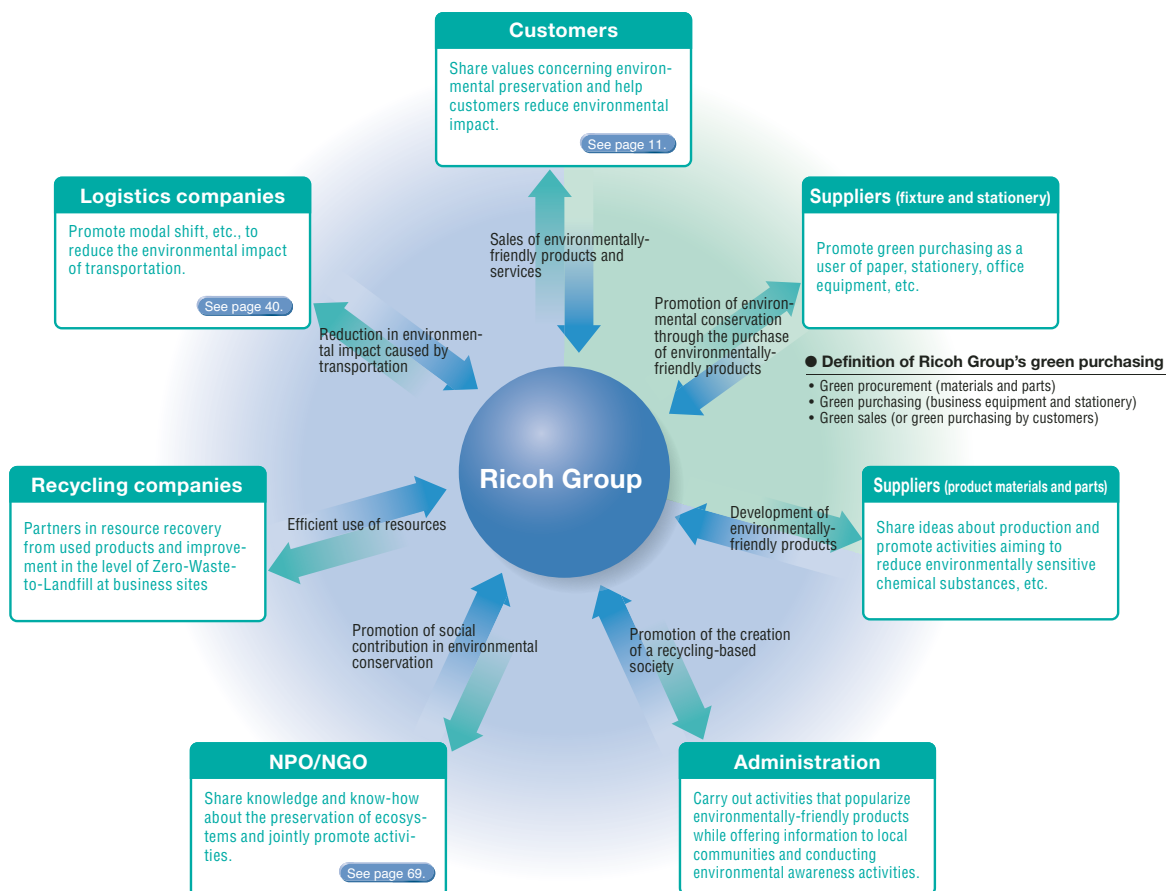 Customers
Share values concerning environ-
mental preservation and help
customers reduce environmental
impact.
See page 11.
Logistics companies
Promote modal shift, etc., to
reduce the environmental impact
of transportation.
See page 40.
Suppliers (fixture and stationery)
Promote green purchasing as a
user of paper, stationery, office
equipment, etc.
Sales of environmentally-
friendly products and
services
Reduction in environmen-
tal impact caused by
transportation
Promotion of environ-
mental conservation
through the purchase
of environmentally-
friendly products
● Definition of Ricoh Group's green purchasing
• Green procurement (materials and parts)
• Green purchasing (business equipment and stationery)
• Green sales (or green purchasing by customers)
Ricoh Group
Recycling companies
Partners in resource recovery
from used products and improve-
ment in the level of Zero-Waste-
to-Landfill at business sites
Efficient use of resources
Development of
environmentally-
friendly products
Suppliers (product materials and parts)
Share ideas about production and
promote activities aiming to
reduce environmentally sensitive
chemical substances, etc.
Promotion of social
contribution in environmental
conservation
Promotion of the creation
of a recycling-based
society
NPO/NGO
Share knowledge and know-how
about the preservation of ecosys-
tems and jointly promote activi-
ties.
See page 69.
Administration
Carry out activities that popularize
environmentally-friendly products
while offering information to local
communities and conducting
environmental awareness activities.